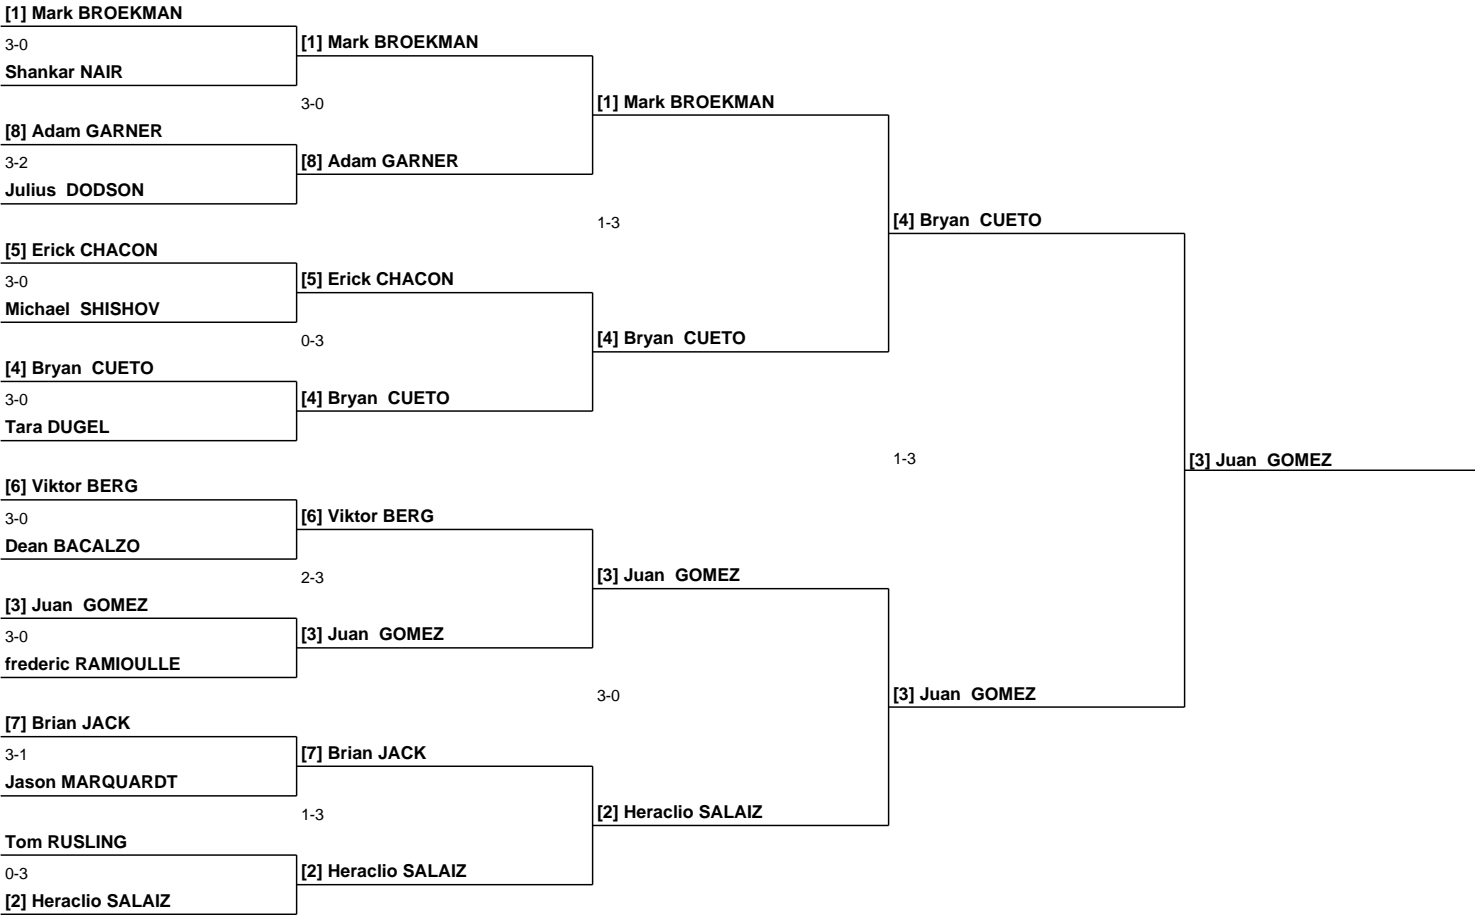 [1] Mark BROEKMAN
3-0
[1] Mark BROEKMAN
Shankar NAIR
3-0
[1] Mark BROEKMAN
[8] Adam GARNER
3-2
[8] Adam GARNER
Julius  DODSON
1-3
[4] Bryan  CUETO
[5] Erick CHACON
3-0
[5] Erick CHACON
Michael  SHISHOV
0-3
[4] Bryan  CUETO
[4] Bryan  CUETO
3-0
[4] Bryan  CUETO
Tara DUGEL
1-3
[3] Juan  GOMEZ
[6] Viktor BERG
3-0
[6] Viktor BERG
Dean BACALZO
2-3
[3] Juan  GOMEZ
[3] Juan  GOMEZ
3-0
[3] Juan  GOMEZ
frederic RAMIOULLE
3-0
[3] Juan  GOMEZ
[7] Brian JACK
3-1
[7] Brian JACK
Jason MARQUARDT
1-3
[2] Heraclio SALAIZ
Tom RUSLING
0-3
[2] Heraclio SALAIZ
[2] Heraclio SALAIZ